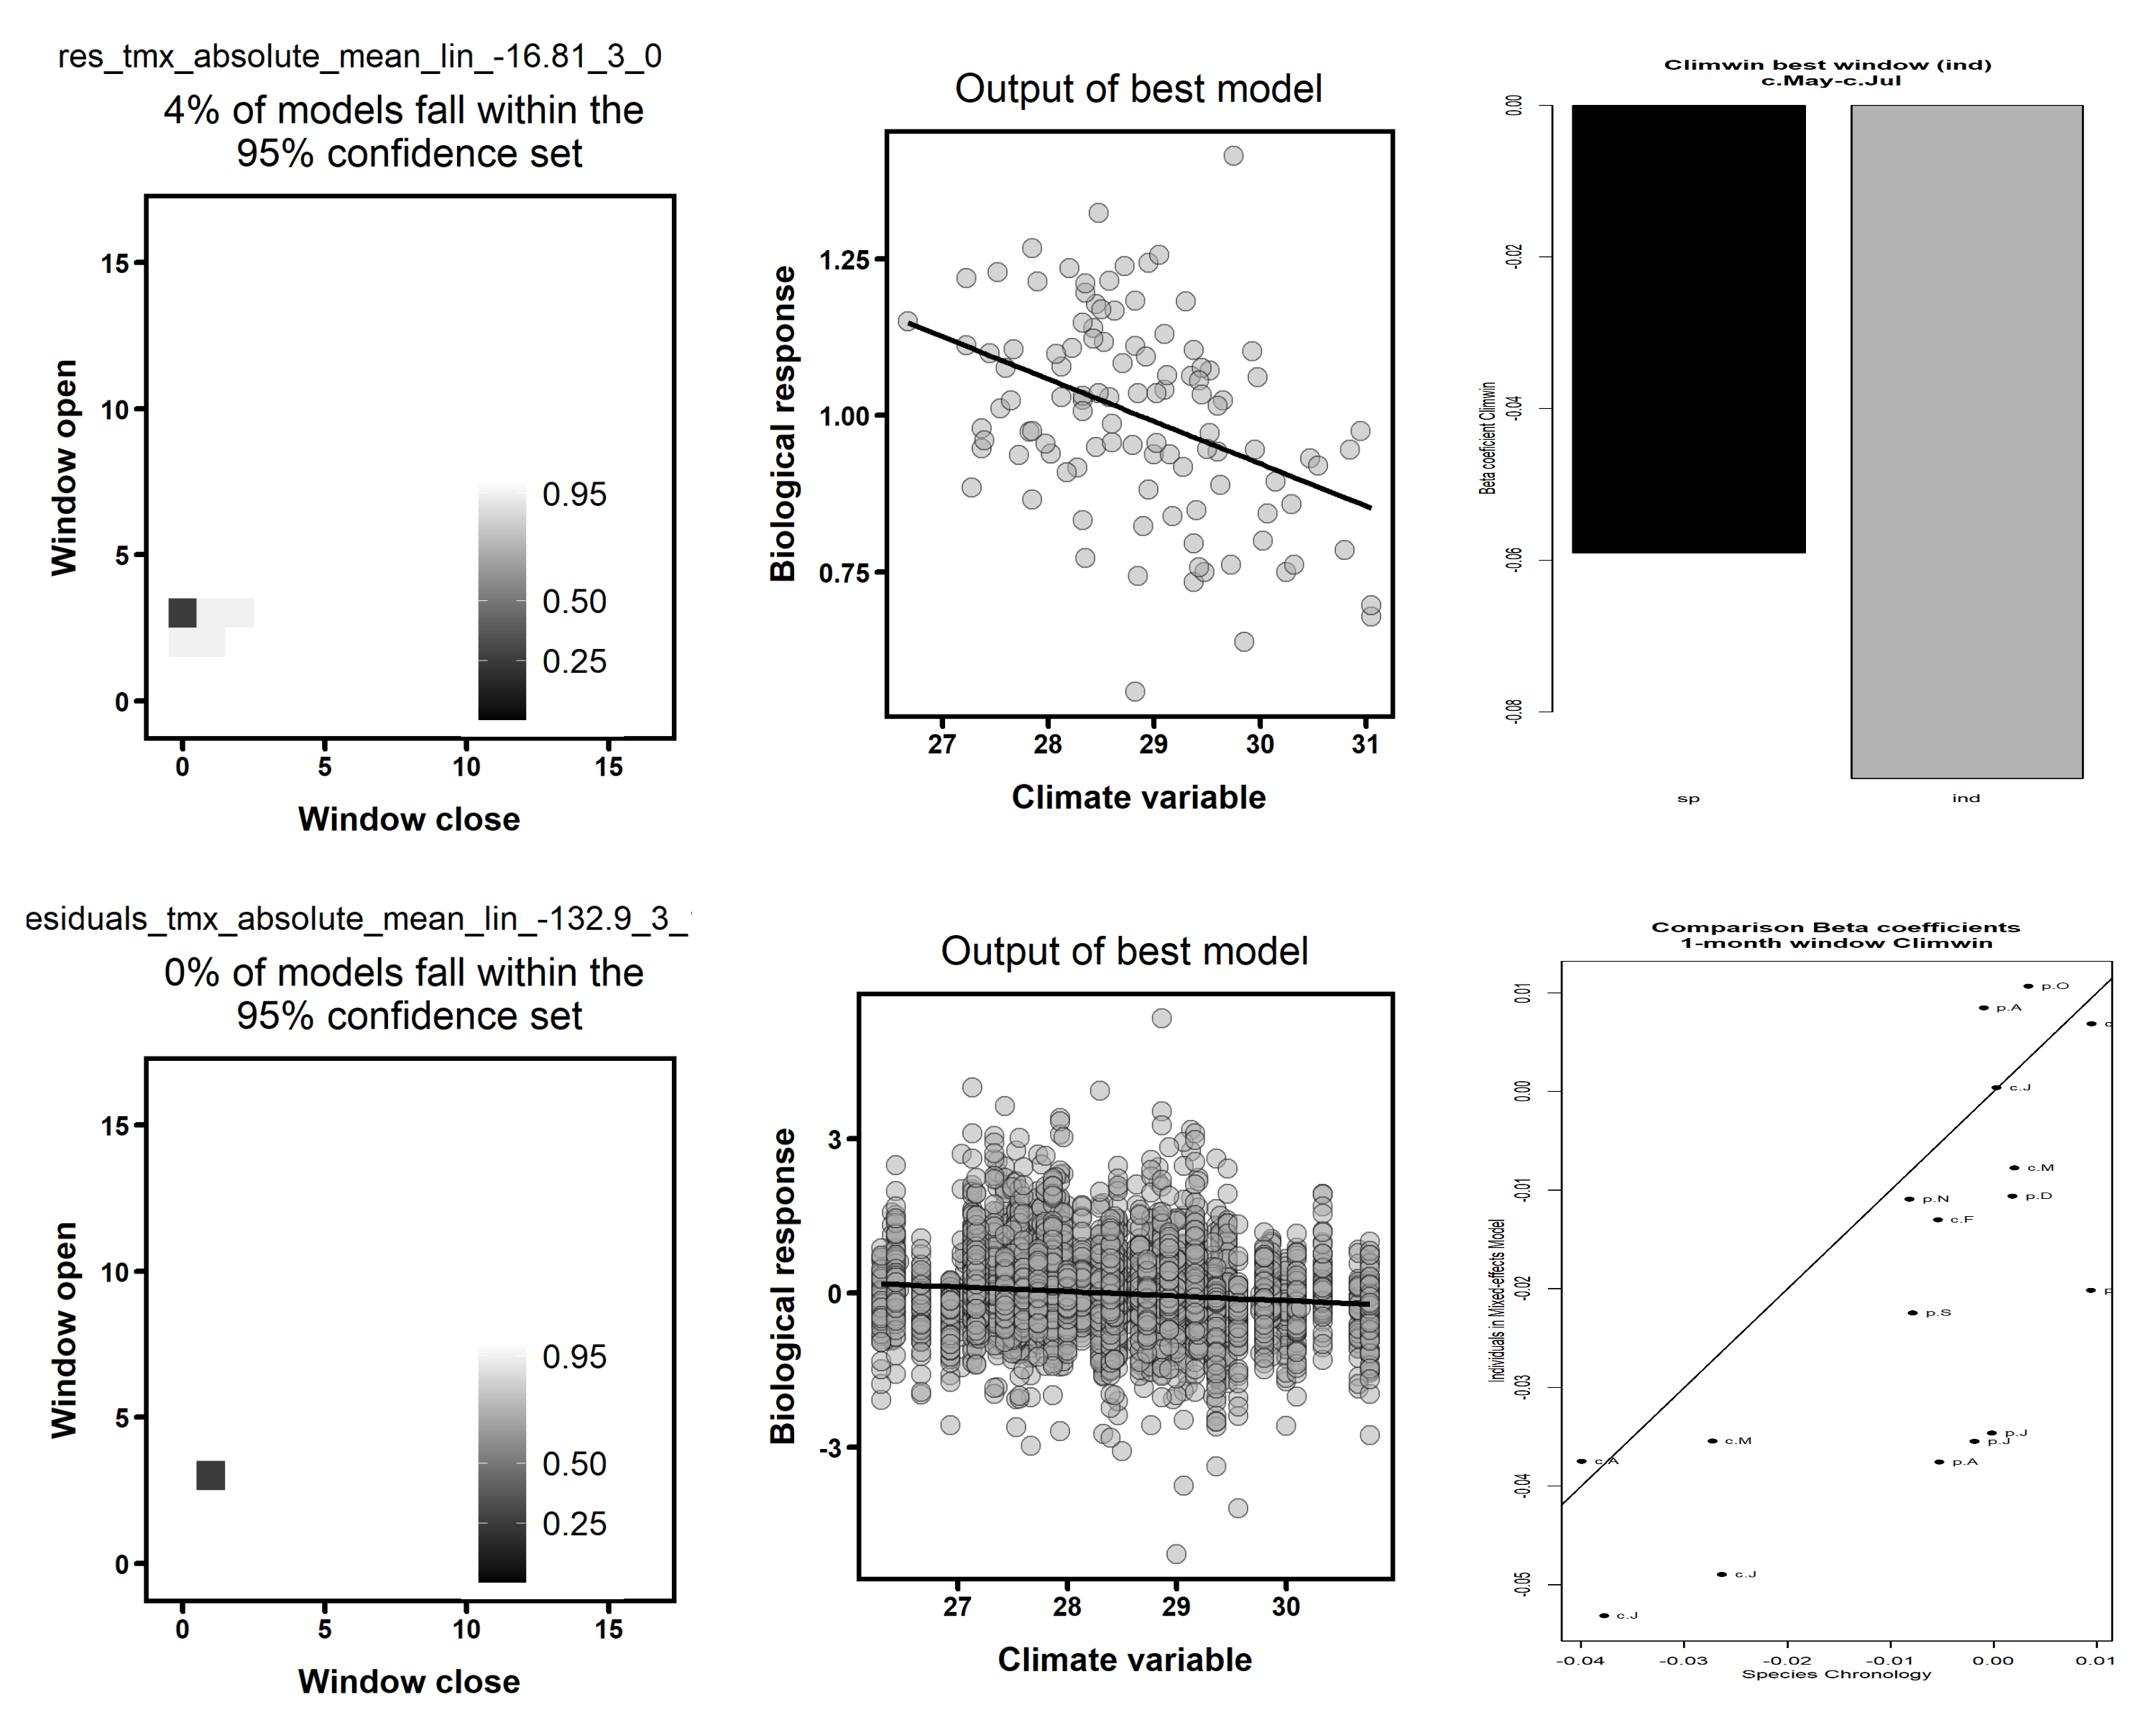 res_tmx_absolute_mean_lin_-16.81_3_0
4% of models fall within the
95% confidence set
15
10
5
0
Window open
0.95
0.50
0.25
0 5 10 15
Window close
Output of best model
1.25
1.00
0.75
Biological response
27 28 29 30 31
Climate variable
Climwin best window (ind)
c.May-c.Jul
0.00
-0.02
-0.04
-0.06
-0.08
Beta coeficient Climwin
sp ind
esiduals_tmx_absolute_mean_lin_-132.9_3_
0% of models fall within the
95% confidence set
15
10
5
0
Window open
0.95
0.50
0.25
0 5 10 15
Window close
Output of best model
3
0
-3
Biological response
27 28 29 30
Climate variable
Comparison Beta coefficients
1-month window Climwin
0.01
0.00
-0.01
-0.02
-0.03
-0.04
-0.05
Individuals in Mixed-effects Model
p.O
p.A
c
c.J
c.M
p.D
p.N
c.F
p
p.S
p.J
p.J
c.M
p.A
c.A
c.J
c.J
-0.04 -0.03 -0.02 -0.01 0.00 0.01
Species Chronology